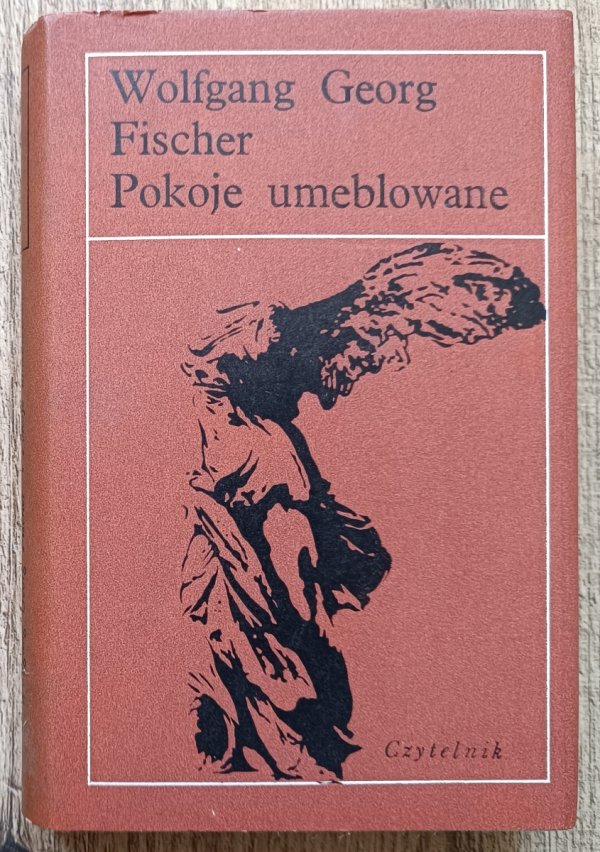 Wolfgang Georg
Fischer
Pokoje umeblowane
Czytelnik